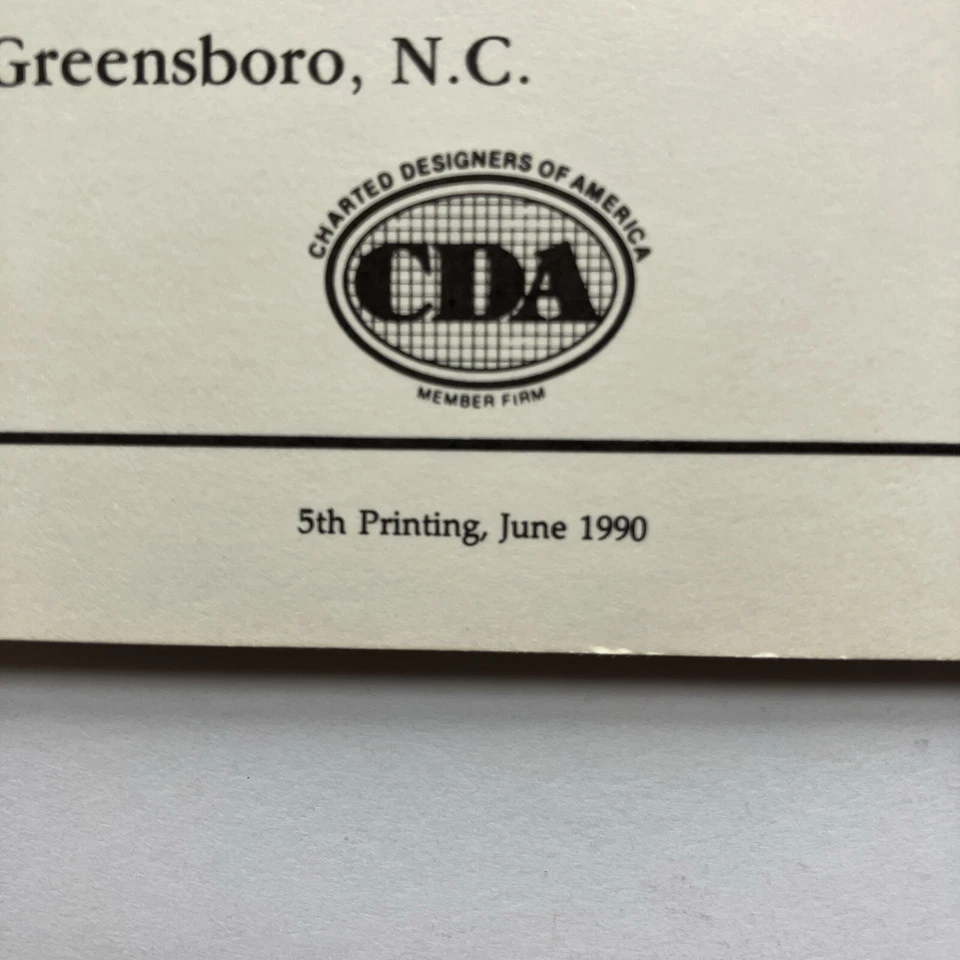 Greensboro, N.C.
CHARTED DESIGNERS OF AMERICA
CDA
MEMBER FIRM
5th Printing, June 1990